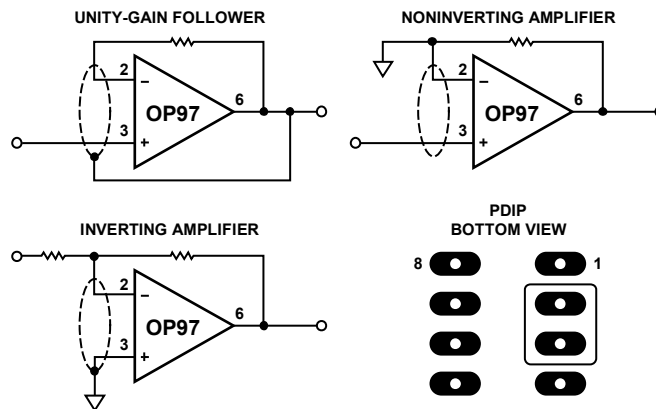 UNITY-GAIN FOLLOWER
2
−
OP97
6
3
+
NONINVERTING AMPLIFIER
2
−
OP97
6
3
+
INVERTING AMPLIFIER
2
−
OP97
6
3
+
PDIP
BOTTOM VIEW
8
1